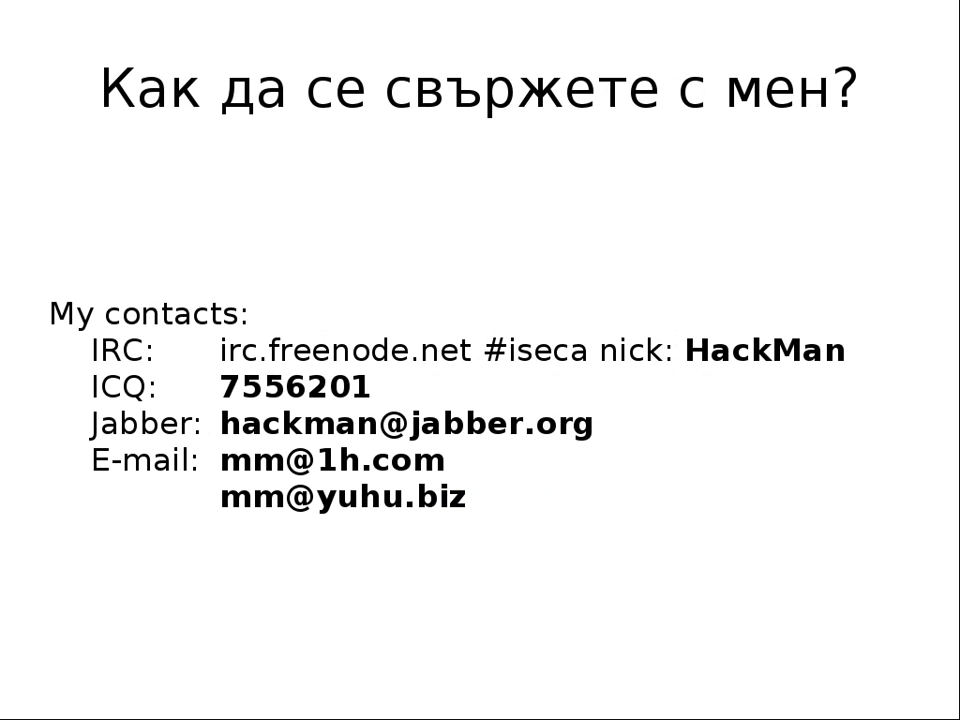 Как да се свържете с мен?
My contacts:
IRC: irc.freenode.net #iseca nick: HackMan
ICQ: 7556201
Jabber: hackman@jabber.org
E-mail: mm@1h.com
mm@yuhu.biz